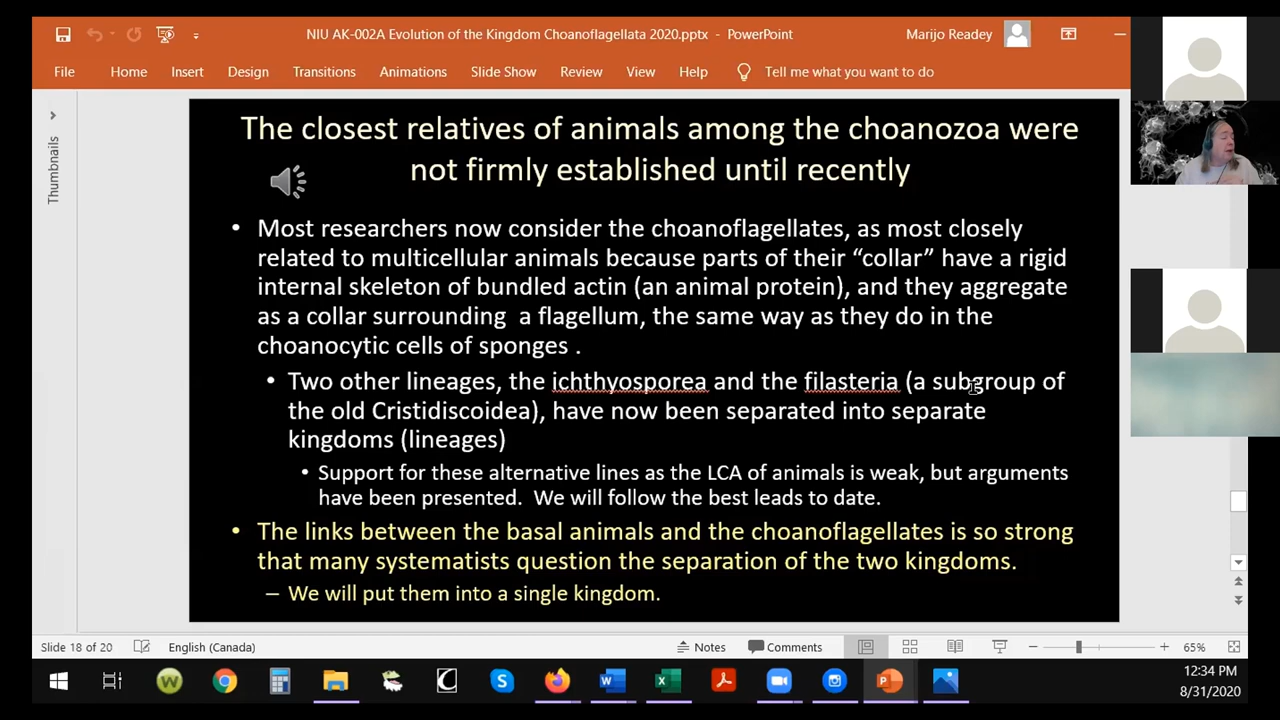 NIU AK-002A Evolution of the Kingdom Choanoflagellata 2020.pptx - PowerPoint
Marijo Readey
File Home Insert Design Transitions Animations Slide Show Review View Help Tell me what you want to do
Thumbnails
The closest relatives of animals among the choanozoa were
not firmly established until recently
• Most researchers now consider the choanoflagellates, as most closely
related to multicellular animals because parts of their “collar” have a rigid
internal skeleton of bundled actin (an animal protein), and they aggregate
as a collar surrounding a flagellum, the same way as they do in the
choanocytic cells of sponges .
• Two other lineages, the ichthyosporea and the filasteria (a subgroup of
the old Cristidiscoidea), have now been separated into separate
kingdoms (lineages)
• Support for these alternative lines as the LCA of animals is weak, but arguments
have been presented. We will follow the best leads to date.
• The links between the basal animals and the choanoflagellates is so strong
that many systematists question the separation of the two kingdoms.
– We will put them into a single kingdom.
Slide 18 of 20 English (Canada) Notes Comments 65%
12:34 PM
8/31/2020